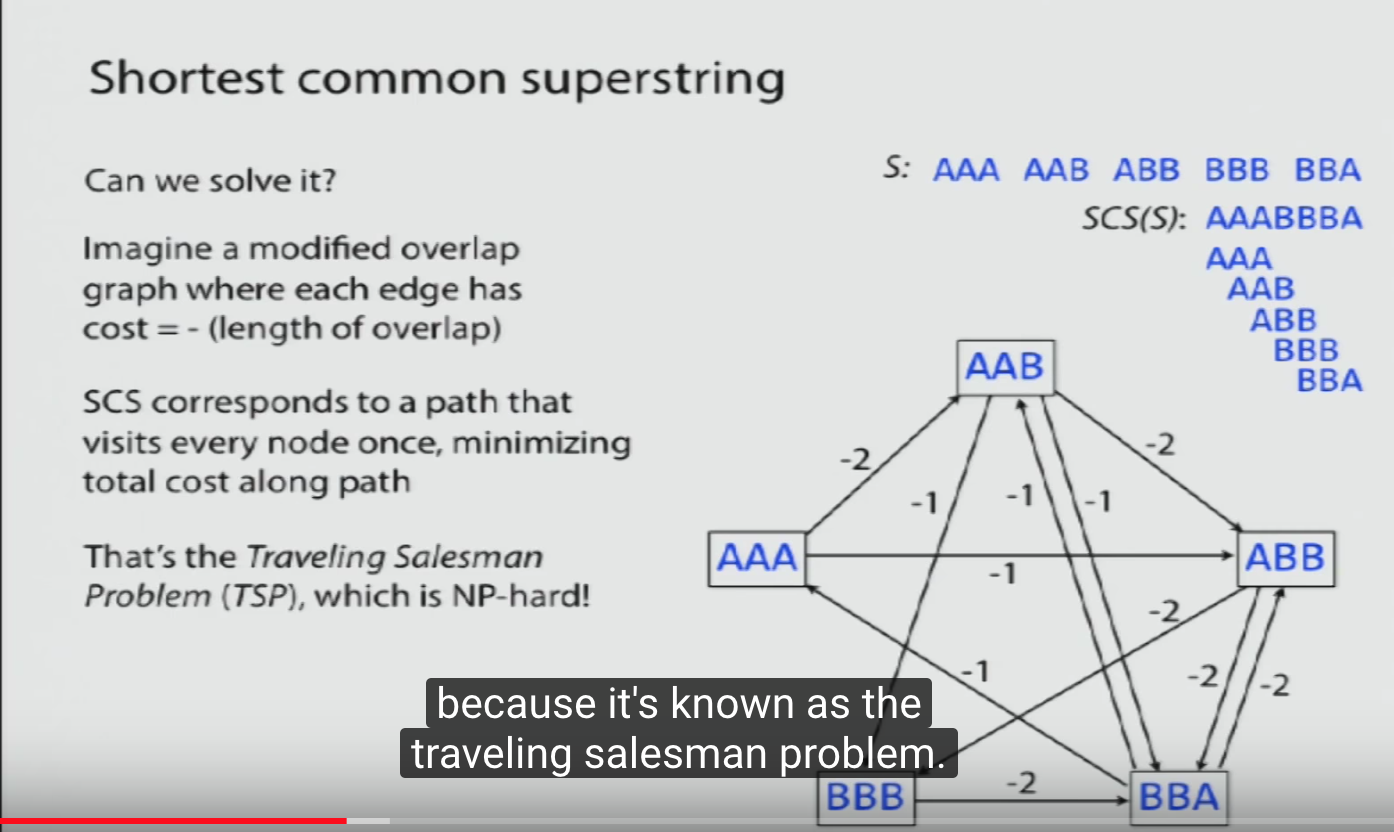 Shortest common superstring
Can we solve it?
Imagine a modified overlap
graph where each edge has
cost = - (length of overlap)
SCS corresponds to a path that
visits every node once, minimizing
total cost along path
That's the Traveling Salesman
Problem (TSP), which is NP-hard!
S: AAA AAB ABB BBB BBA
SCS(S): AAABBBA
AAA
AAB
ABB
BBB
BBA
AAB
-2
-2
-1
-1
-1
AAA
ABB
-1
-2
-1
-2
-2
BBB
-2
BBA
because it's known as the
traveling salesman problem.